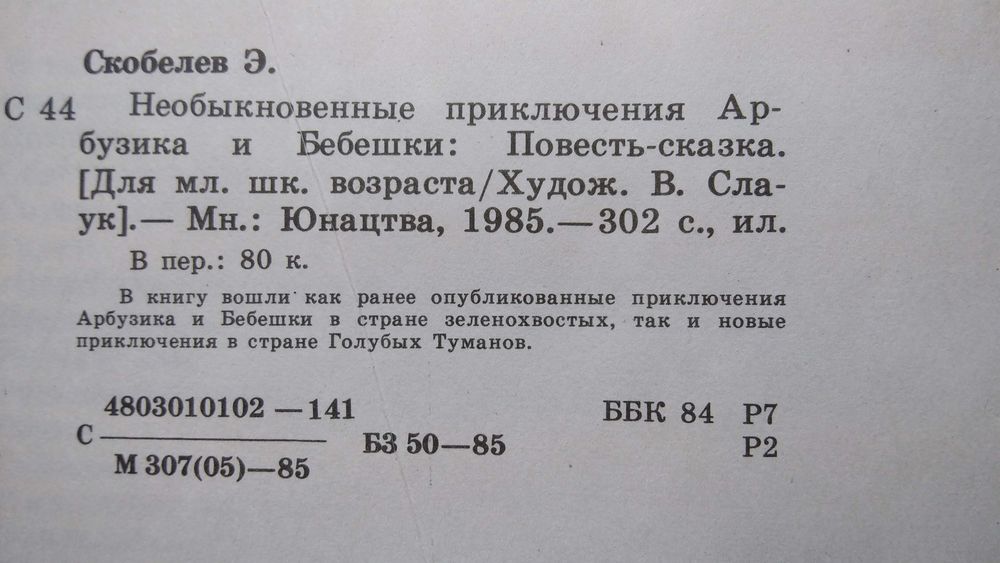 Скобелев Э.
С 44 Необыкновенные приключения Ар-
бузика и Бебешки: Повесть-сказка.
[Для мл. шк. возраста/Худож. В. Сла-
ук].— Мн.: Юнацтва, 1985.—302 с., ил.
В пер.: 80 к.
В книгу вошли как ранее опубликованные приключения
Арбузика и Бебешки в стране зеленохвостых, так и новые
приключения в стране Голубых Туманов.
4803010102 —141 ББК 84 Р7
С БЗ 50—85 Р2
М 307(05)—85